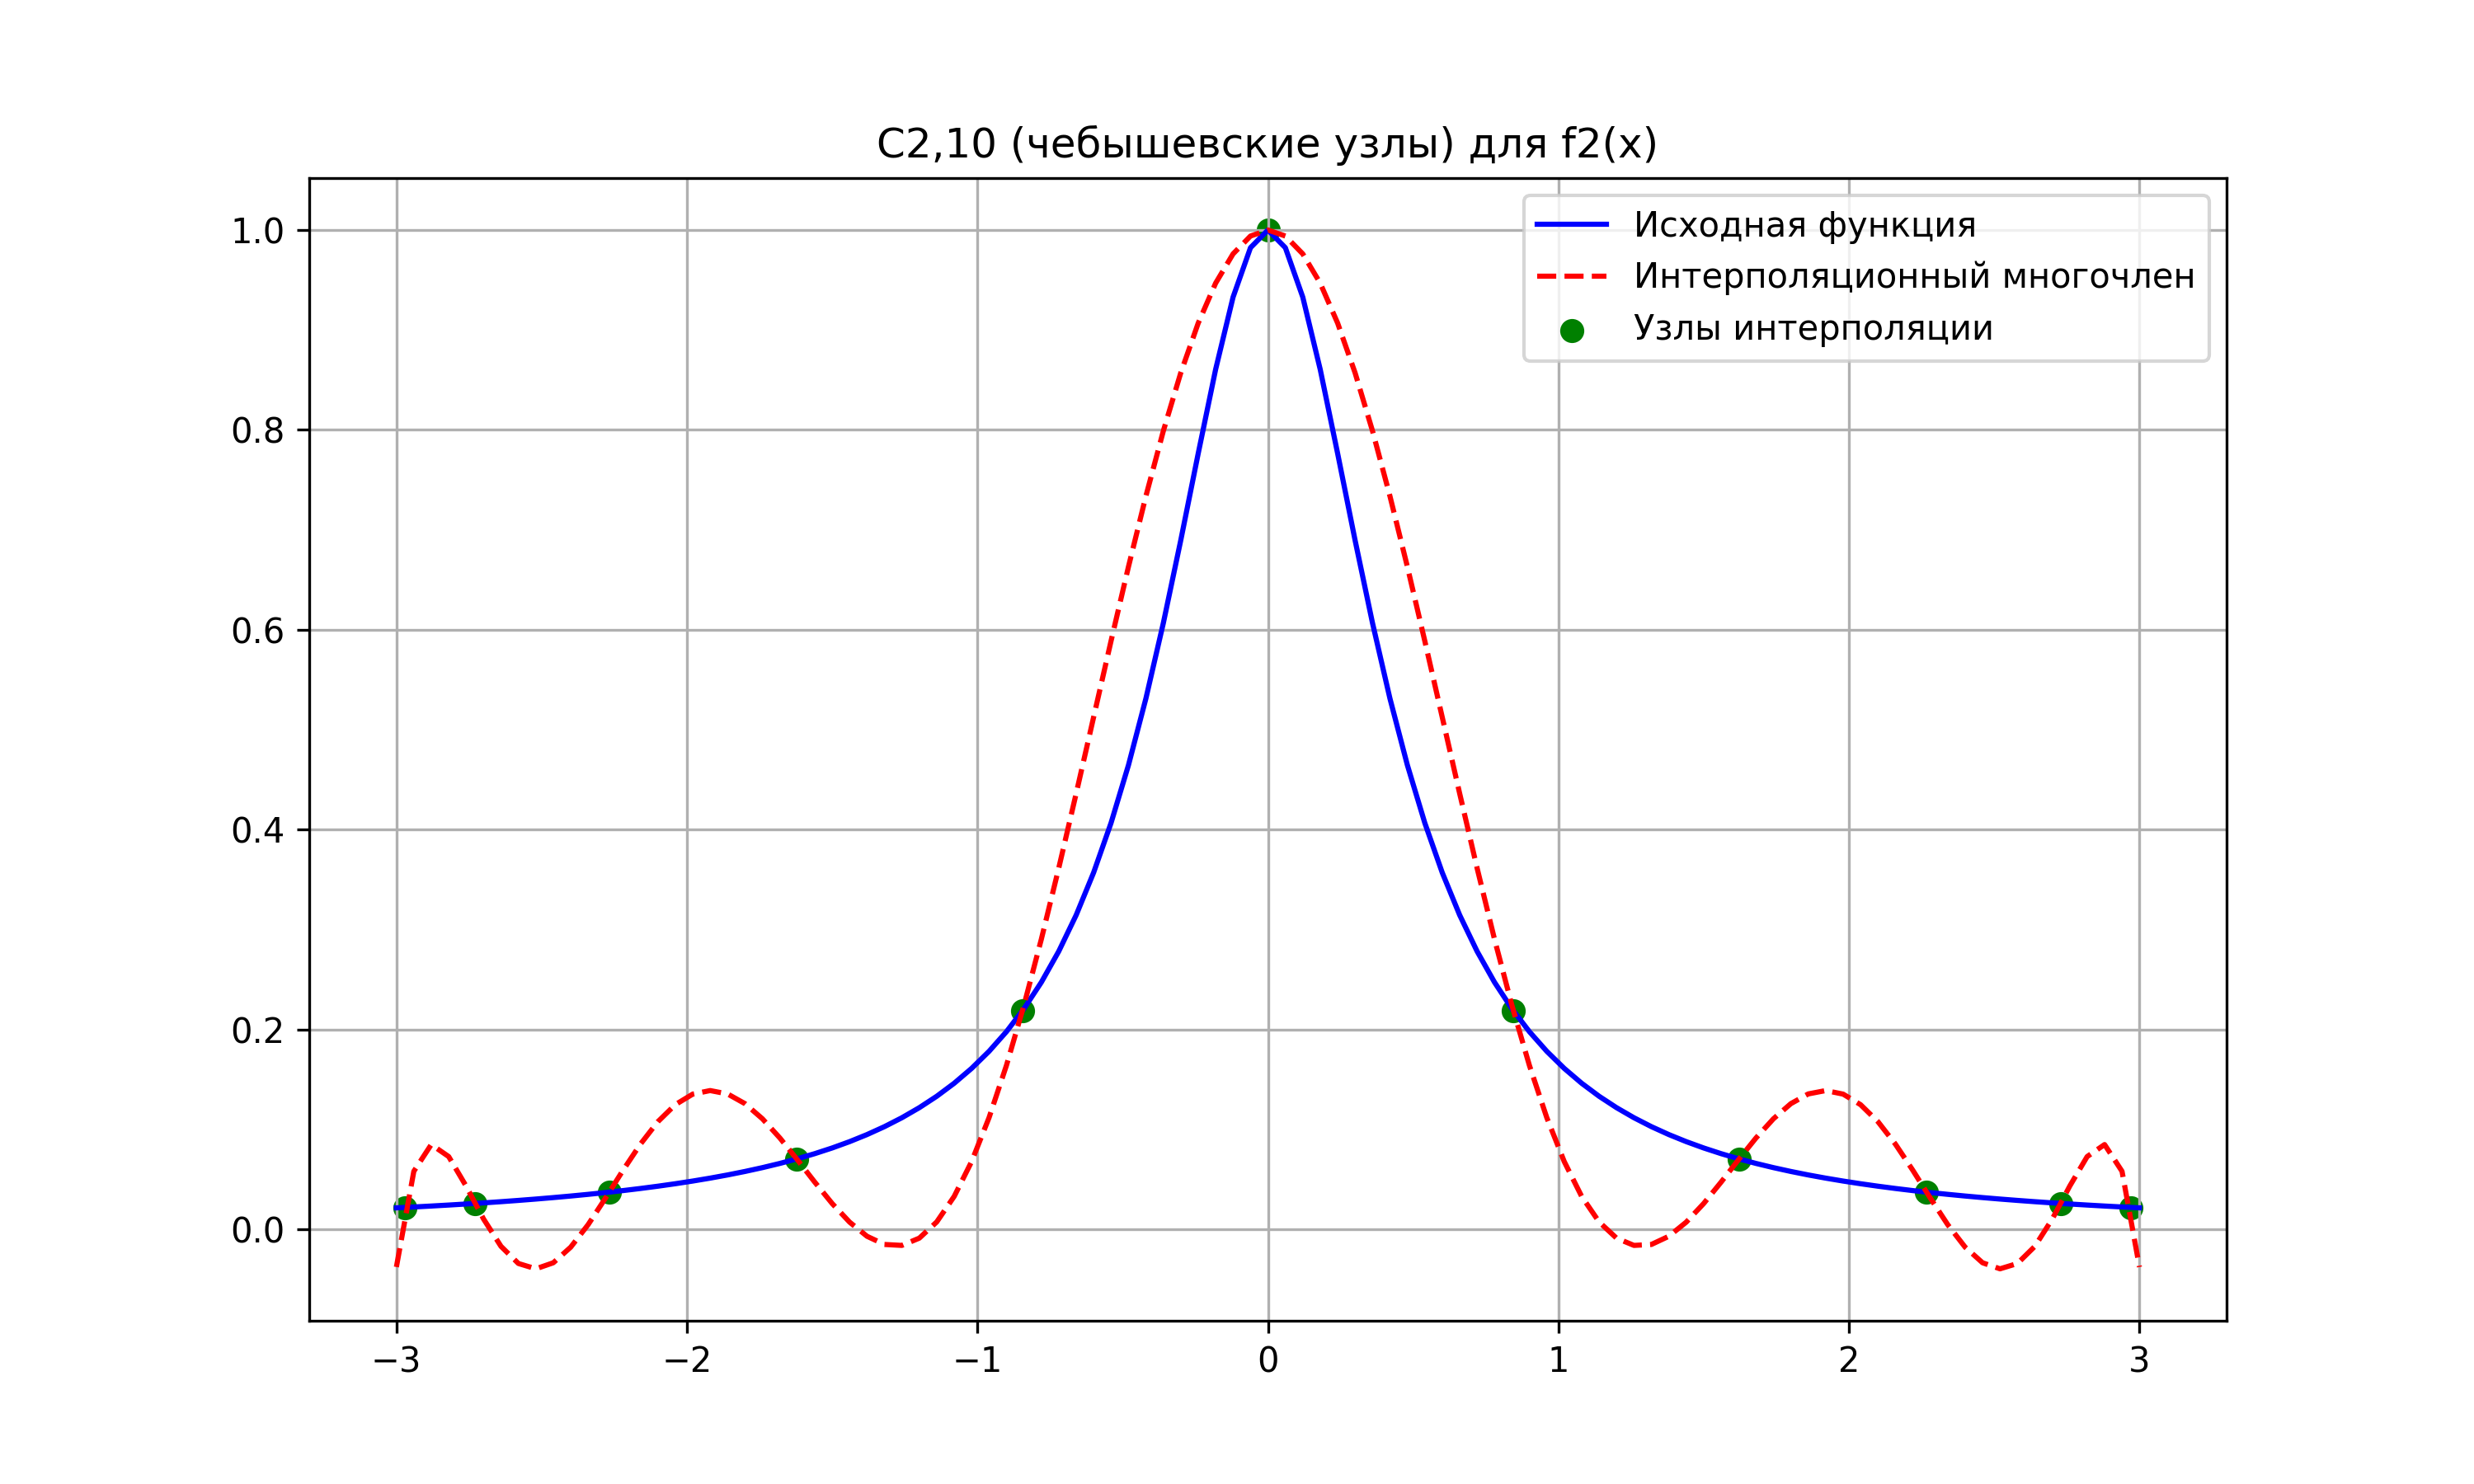 C2,10 (чебышевские узлы) для f2(x)
Исходная функция
Интерполяционный многочлен
Узлы интерполяции
1.0
0.8
0.6
0.4
0.2
0.0
−3 −2 −1 0 1 2 3